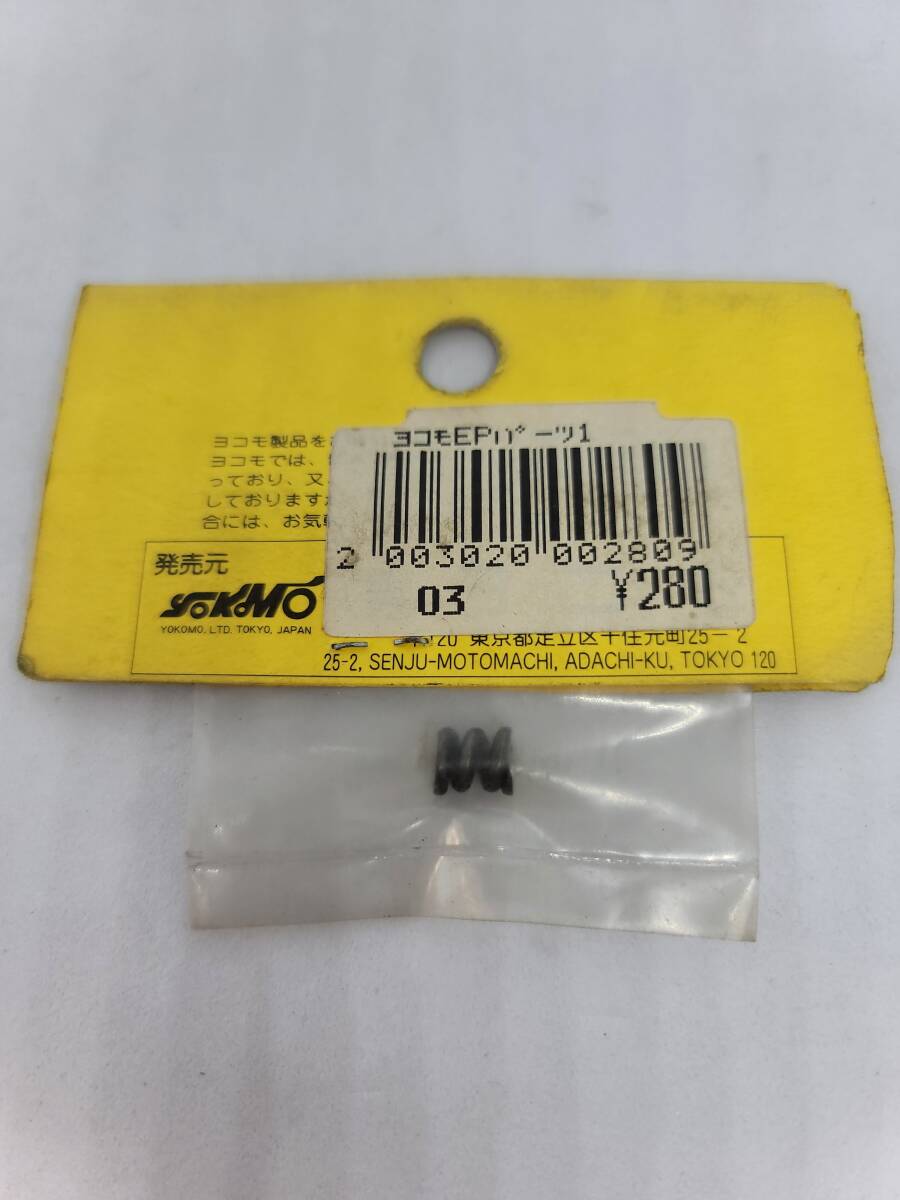 ヨコモ製品を
ヨコモEPパーツ1
ヨコモでは、
っており、又、
しております
合には、お気軽
2 003020 002809
03 ¥280
発売元
YOKOMO
YOKOMO, LTD. TOKYO, JAPAN
20 東京都足立区千住元町25-2
25-2, SENJU-MOTOMACHI, ADACHI-KU, TOKYO 120